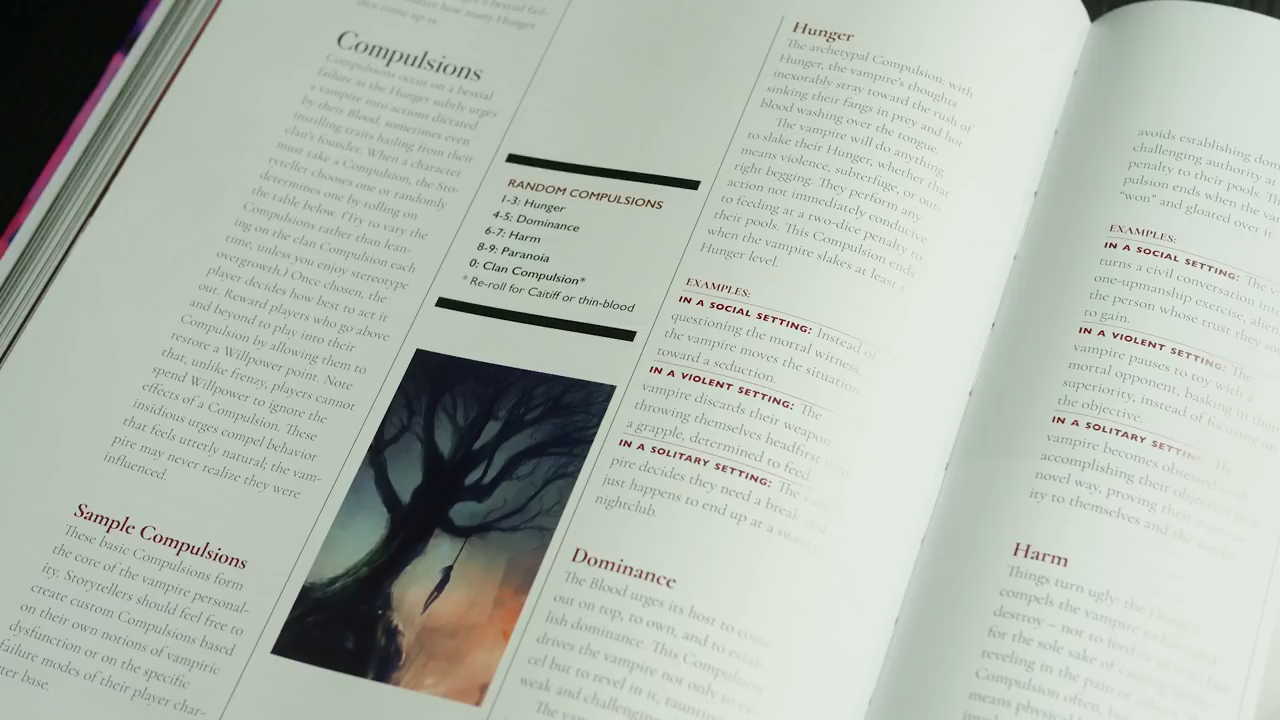 dice come up is.
Compulsions
Compulsions occur on a bestial
failure as the Hunger subtly urges
a vampire into actions dictated
by their Blood, sometimes even
instilling traits hailing from their
clan's founder. When a character
must take a Compulsion, the Sto-
ryteller chooses one or randomly
determines one by rolling on
the table below. (Try to vary the
Compulsions rather than lean-
ing on the clan Compulsion each
time, unless you enjoy stereotype
overgrowth.) Once chosen, the
player decides how best to act it
out. Reward players who go above
and beyond to play into their
Compulsion by allowing them to
restore a Willpower point. Note
that, unlike frenzy, players cannot
spend Willpower to ignore the
effects of a Compulsion. These
insidious urges compel behavior
that feels utterly natural; the vam-
pire may never realize they were
influenced.
Sample Compulsions
These basic Compulsions form
the core of the vampire personal-
ity. Storytellers should feel free to
create custom Compulsions based
on their own notions of vampiric
dysfunction or on the specific
failure modes of their player char-
ter base.
RANDOM COMPULSIONS
1-3: Hunger
4-5: Dominance
6-7: Harm
8-9: Paranoia
0: Clan Compulsion*
* Re-roll for Caitiff or thin-blood
Hunger
The archetypal Compulsion: with
Hunger, the vampire's thoughts
inexorably stray toward the rush of
sinking their fangs in prey and hot
blood washing over the tongue.
The vampire will do anything
to slake their Hunger, whether that
means violence, subterfuge, or out-
right begging. They perform any
action not immediately conducive
to feeding at a two-dice penalty to
their pools. This Compulsion ends
when the vampire slakes at least 1
Hunger level.
EXAMPLES:
IN A SOCIAL SETTING: Instead of
questioning the mortal witness,
the vampire moves the situation
toward a seduction.
IN A VIOLENT SETTING: The
vampire discards their weapon,
throwing themselves headfirst
a grapple, determined to feed.
IN A SOLITARY SETTING: The
pire decides they need a break,
just happens to end up at a
nightclub.
Dominance
The Blood urges its host to come
out on top, to own, and to estab-
lish dominance. This Compulsion
drives the vampire not only to
cel but to revel in it, taunting
weak and challenging
The
avoids establishing
challenging authority at
penalty to their pools.
pulsion ends when the
"won" and gloated over it.
EXAMPLES:
IN A SOCIAL SETTING: The
turns a civil conversation
one-upmanship exercise,
the person whose trust they
to gain.
IN A VIOLENT SETTING: The
vampire pauses to toy with a
mortal opponent, basking in their
superiority, instead of focusing on
the objective.
IN A SOLITARY SETTING: The
vampire becomes obsessed with
accomplishing their
novel way, proving their
ity to themselves and the world.
Harm
Things turn ugly: the Hunger
compels the vampire to
destroy – not to feed
for the sole sake of
reveling in the pain of
Compulsion often,
means physical